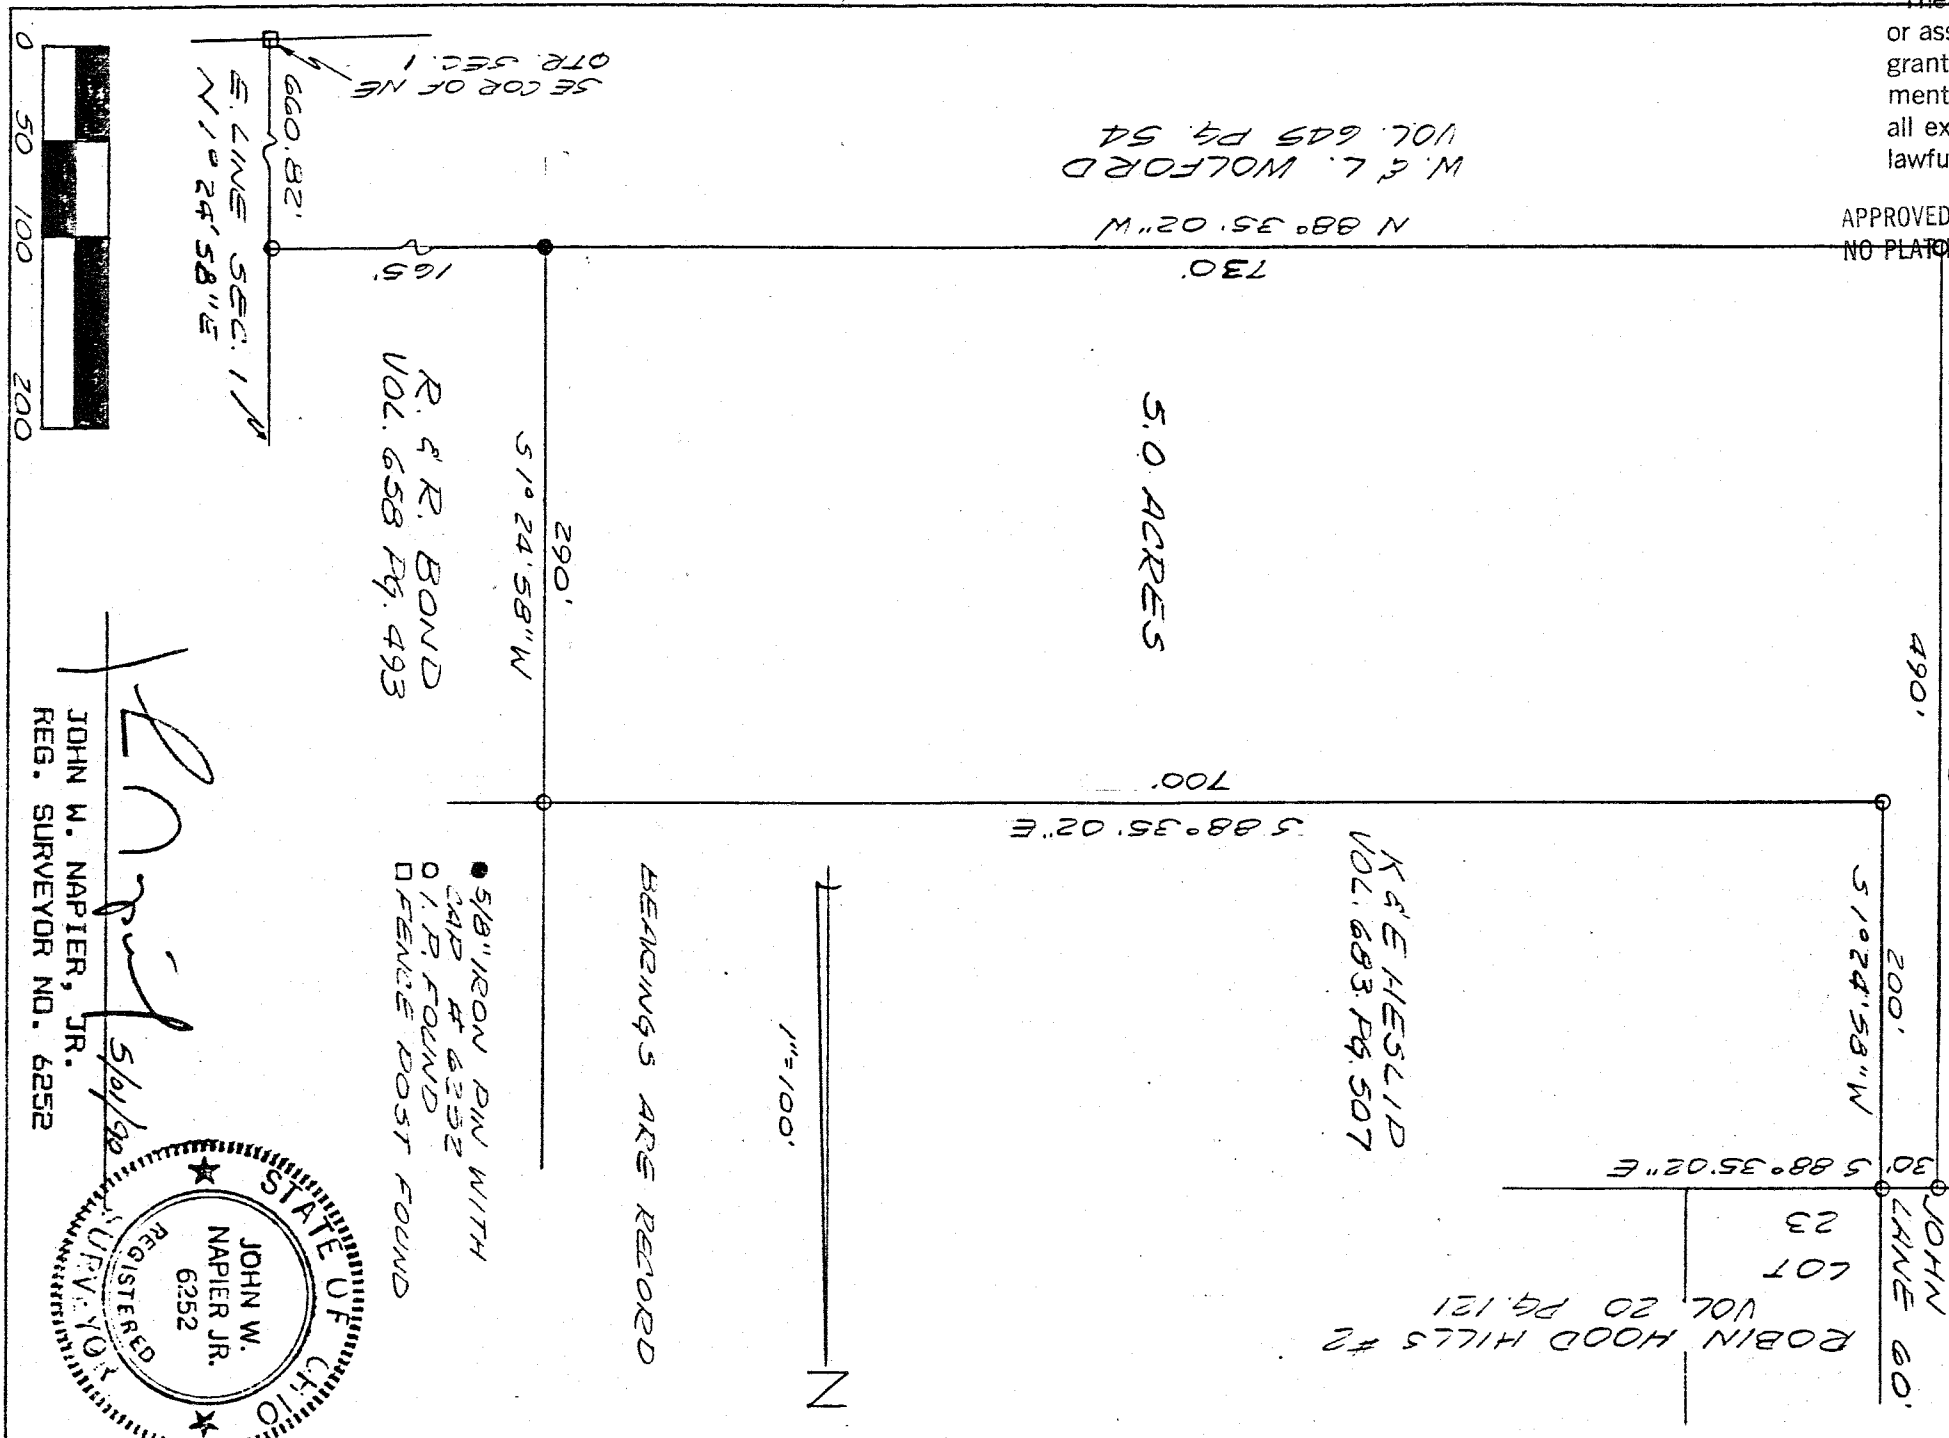 The
or ass
grant
ment
all ex
lawfu
APPROVED
NO PLAT
0
50
100
200
SE COR OF NE
QTR. SEC. 1
660.82'
E. LINE SEC. 1
N 1° 24' 58" E
W. & L. WOLFORD
VOL. 645 Pg. 54
N 88° 35' 02" W
730'
165'
R. & R. BOND
VOL. 658 Pg. 493
290'
S 1° 24' 58" W
5.0 ACRES
490'
700'
S 88° 35' 02" E
K & E HESLIP
VOL. 683 Pg. 507
200'
S 1° 24' 58" W
30'
S 88° 35' 02" E
JOHN
LANE 60'
LOT
23
ROBIN HOOD HILLS #2
VOL 20 Pg. 121
N
1"=100'
BEARINGS ARE RECORD
● 5/8" IRON PIN WITH
CAP # 6252
○ I.P. FOUND
□ FENCE POST FOUND
5/01/90
JOHN W. NAPIER, JR.
REG. SURVEYOR NO. 6252
STATE OF OHIO
JOHN W.
NAPIER JR.
6252
REGISTERED
SURVEYOR